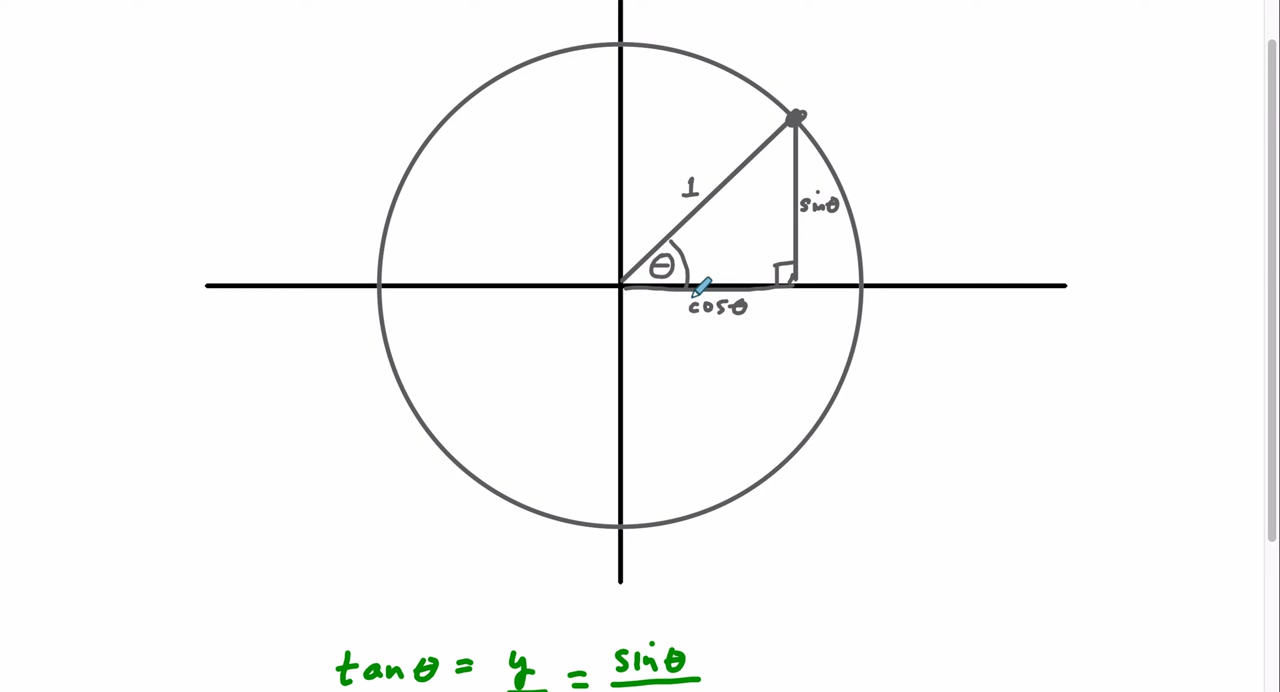 1
sinθ
θ
cosθ
tanθ = y = sinθ